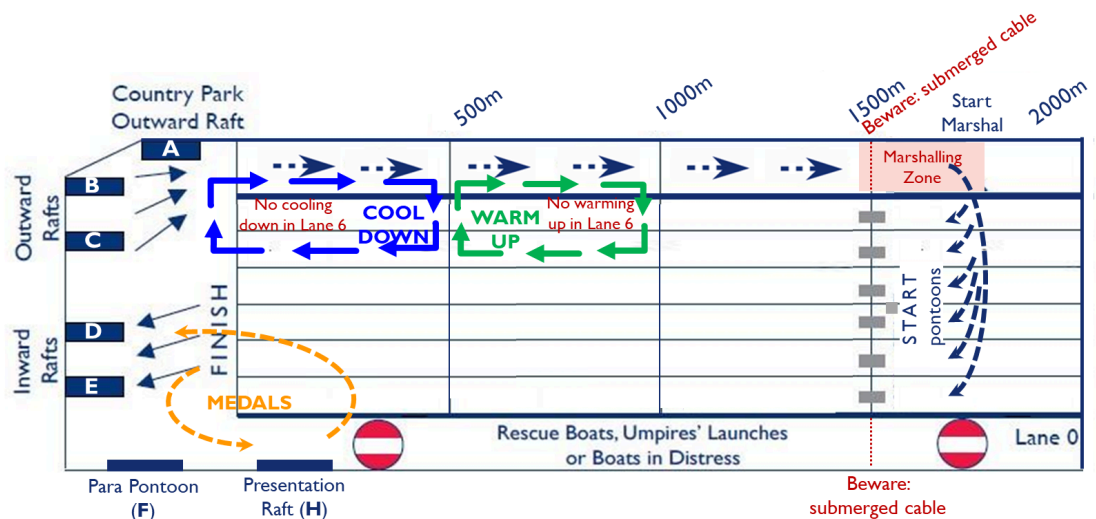 Country Park
Outward Raft
500m
1000m
1500m
Beware: submerged cable
Start
Marshal
2000m
A
Marshalling
Zone
B
Outward
Rafts
C
No cooling
down in Lane 6
COOL
DOWN
WARM
UP
No warming
up in Lane 6
START
pontoons
FINISH
Inward
Rafts
D
E
MEDALS
Rescue Boats, Umpires' Launches
or Boats in Distress
Lane 0
Para Pontoon
(F)
Presentation
Raft (H)
Beware:
submerged cable